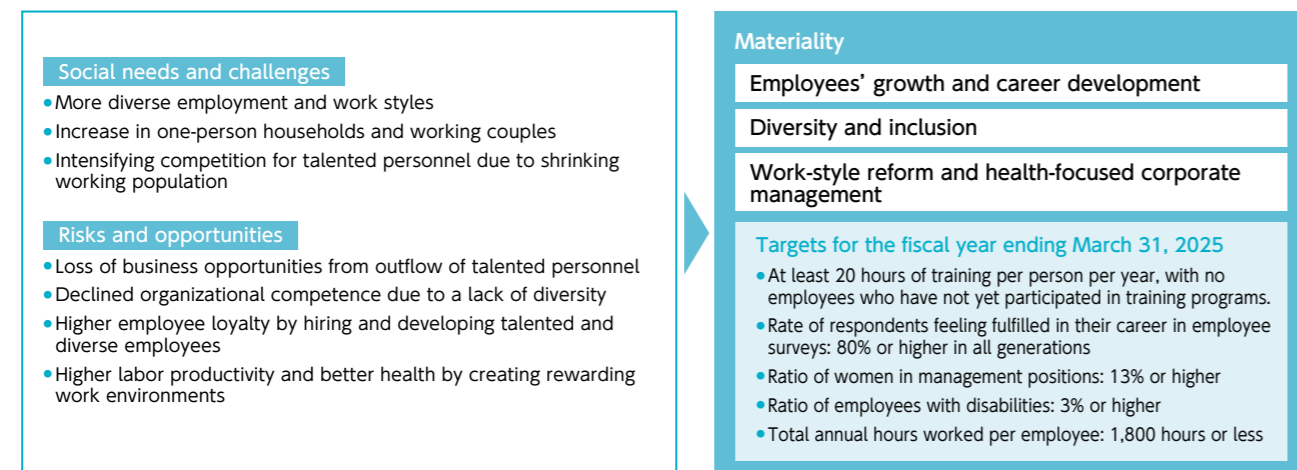 Social needs and challenges
•More diverse employment and work styles
•Increase in one-person households and working couples
•Intensifying competition for talented personnel due to shrinking
working population
Risks and opportunities
•Loss of business opportunities from outflow of talented personnel
•Declined organizational competence due to a lack of diversity
•Higher employee loyalty by hiring and developing talented and
diverse employees
•Higher labor productivity and better health by creating rewarding
work environments
Materiality
Employees’ growth and career development
Diversity and inclusion
Work-style reform and health-focused corporate
management
Targets for the fiscal year ending March 31, 2025
•At least 20 hours of training per person per year, with no
employees who have not yet participated in training programs.
•Rate of respondents feeling fulfilled in their career in employee
surveys: 80% or higher in all generations
•Ratio of women in management positions: 13% or higher
•Ratio of employees with disabilities: 3% or higher
•Total annual hours worked per employee: 1,800 hours or less